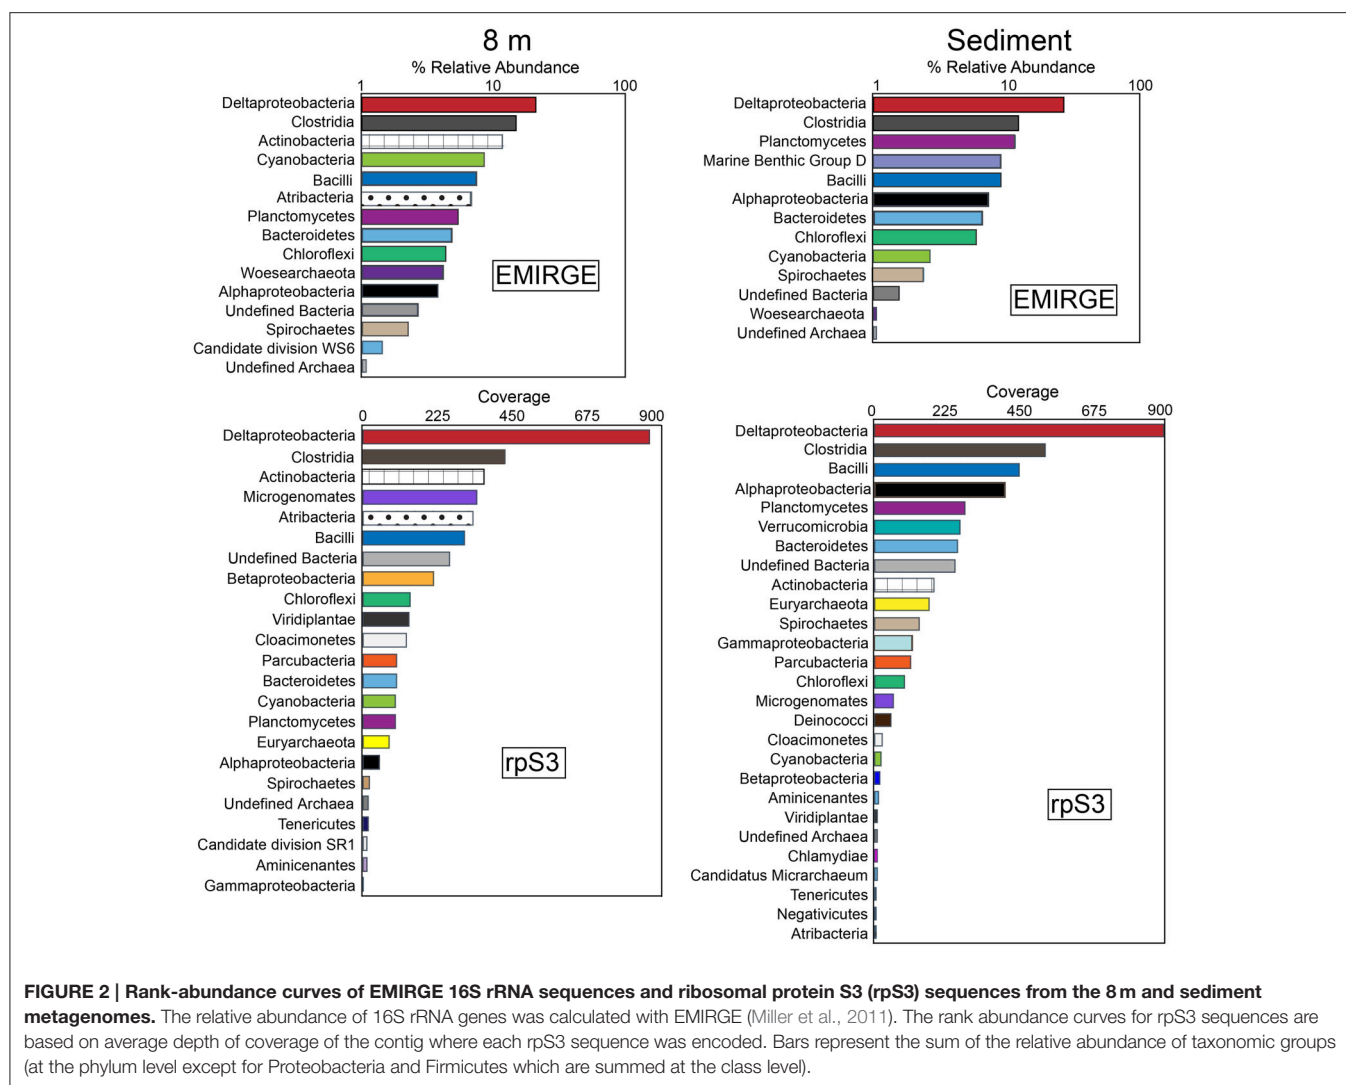 8 m
% Relative Abundance
1 10 100
Deltaproteobacteria
Clostridia
Actinobacteria
Cyanobacteria
Bacilli
Atribacteria
Planctomycetes
Bacteroidetes
Chloroflexi
Woesearchaeota
Alphaproteobacteria
Undefined Bacteria
Spirochaetes
Candidate division WS6
Undefined Archaea
EMIRGE
Sediment
% Relative Abundance
1 10 100
Deltaproteobacteria
Clostridia
Planctomycetes
Marine Benthic Group D
Bacilli
Alphaproteobacteria
Bacteroidetes
Chloroflexi
Cyanobacteria
Spirochaetes
Undefined Bacteria
Woesearchaeota
Undefined Archaea
EMIRGE
Coverage
0 225 450 675 900
Deltaproteobacteria
Clostridia
Actinobacteria
Microgenomates
Atribacteria
Bacilli
Undefined Bacteria
Betaproteobacteria
Chloroflexi
Viridiplantae
Cloacimonetes
Parcubacteria
Bacteroidetes
Cyanobacteria
Planctomycetes
Euryarchaeota
Alphaproteobacteria
Spirochaetes
Undefined Archaea
Tenericutes
Candidate division SR1
Aminicenantes
Gammaproteobacteria
rpS3
Coverage
0 225 450 675 900
Deltaproteobacteria
Clostridia
Bacilli
Alphaproteobacteria
Planctomycetes
Verrucomicrobia
Bacteroidetes
Undefined Bacteria
Actinobacteria
Euryarchaeota
Spirochaetes
Gammaproteobacteria
Parcubacteria
Chloroflexi
Microgenomates
Deinococci
Cloacimonetes
Cyanobacteria
Betaproteobacteria
Aminicenantes
Viridiplantae
Undefined Archaea
Chlamydiae
Candidatus Micrarchaeum
Tenericutes
Negativicutes
Atribacteria
rpS3
FIGURE 2 | Rank-abundance curves of EMIRGE 16S rRNA sequences and ribosomal protein S3 (rpS3) sequences from the 8 m and sediment
metagenomes. The relative abundance of 16S rRNA genes was calculated with EMIRGE (Miller et al., 2011). The rank abundance curves for rpS3 sequences are
based on average depth of coverage of the contig where each rpS3 sequence was encoded. Bars represent the sum of the relative abundance of taxonomic groups
(at the phylum level except for Proteobacteria and Firmicutes which are summed at the class level).